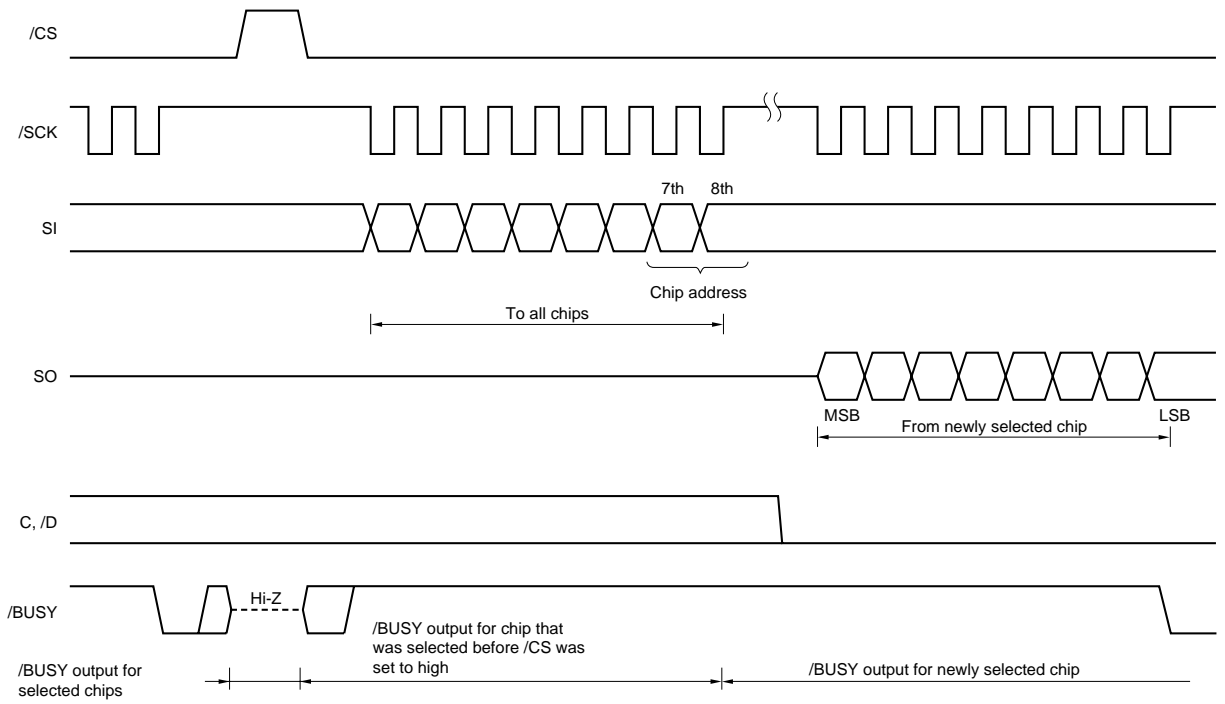 /CS
/SCK
7th 8th
SI
Chip address
To all chips
SO
MSB LSB
From newly selected chip
C, /D
Hi-Z
/BUSY
/BUSY output for chip that
was selected before /CS was
set to high
/BUSY output for
selected chips
/BUSY output for newly selected chip